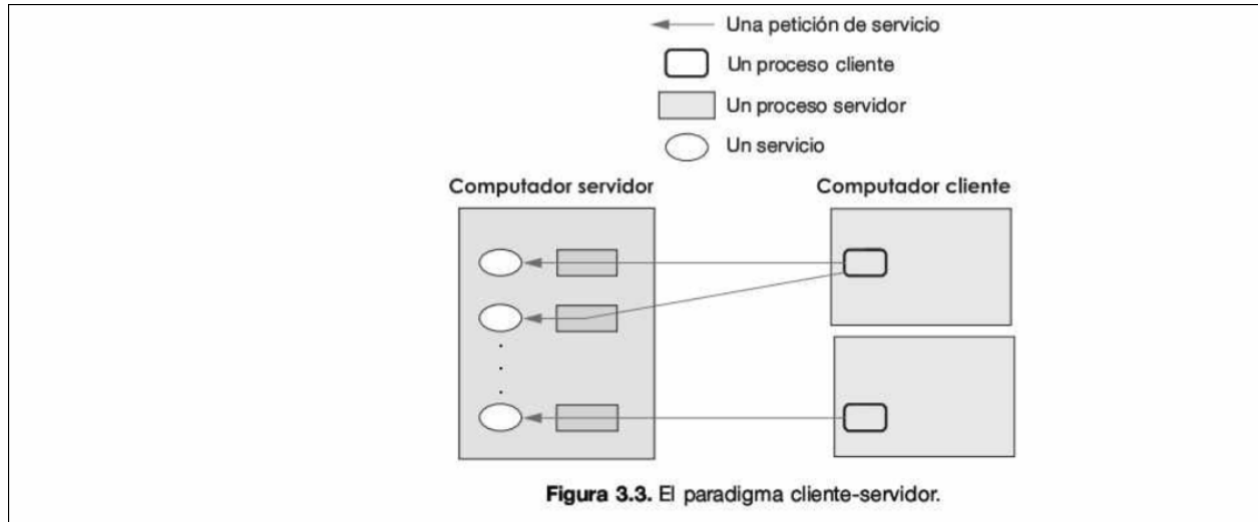 Una petición de servicio
Un proceso cliente
Un proceso servidor
Un servicio
Computador servidor
Computador cliente
Figura 3.3. El paradigma cliente-servidor.